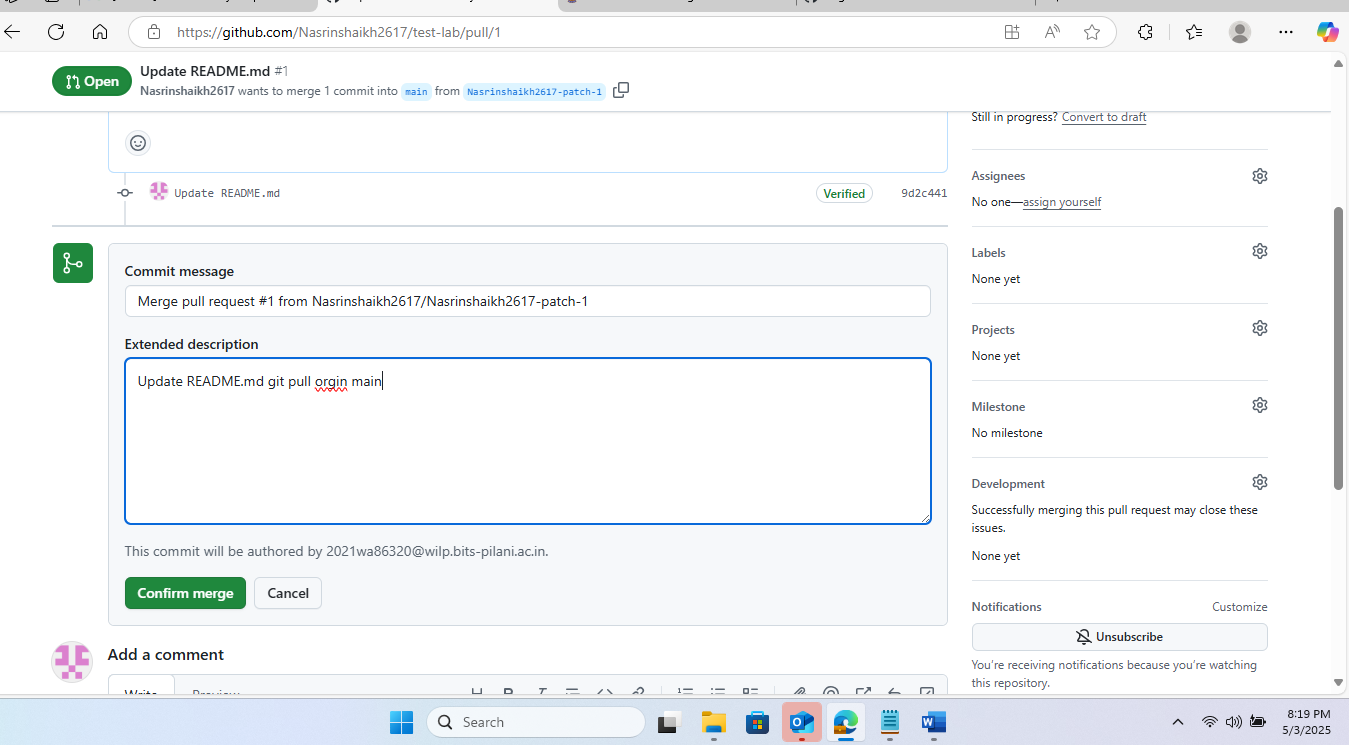 https://github.com/Nasrinshaikh2617/test-lab/pull/1
Open
Update README.md #1
Nasrinshaikh2617 wants to merge 1 commit into main from Nasrinshaikh2617-patch-1
Still in progress? Convert to draft
Update README.md
Verified
9d2c441
Assignees
No one—assign yourself
Labels
None yet
Projects
None yet
Milestone
No milestone
Development
Successfully merging this pull request may close these
issues.
None yet
Notifications
Customize
Unsubscribe
You're receiving notifications because you're watching
this repository.
Commit message
Merge pull request #1 from Nasrinshaikh2617/Nasrinshaikh2617-patch-1
Extended description
Update README.md git pull orgin main
This commit will be authored by 2021wa86320@wilp.bits-pilani.ac.in.
Confirm merge
Cancel
Add a comment
Write
Preview
Search
8:19 PM
5/3/2025